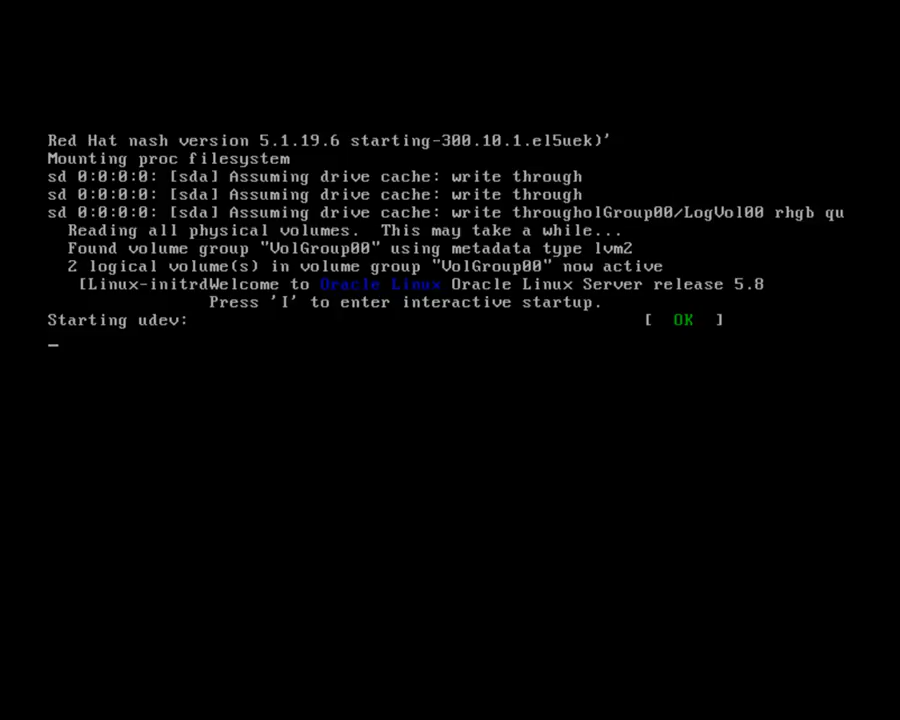 Red Hat nash version 5.1.19.6 starting-300.10.1.el5uek)'
Mounting proc filesystem
sd 0:0:0:0: [sda] Assuming drive cache: write through
sd 0:0:0:0: [sda] Assuming drive cache: write through
sd 0:0:0:0: [sda] Assuming drive cache: write througholGroup00/LogVol00 rhgb qu
  Reading all physical volumes.  This may take a while...
  Found volume group "VolGroup00" using metadata type lvm2
  2 logical volume(s) in volume group "VolGroup00" now active
   [Linux-initrdWelcome to Oracle Linux Oracle Linux Server release 5.8
                Press 'I' to enter interactive startup.
Starting udev:                                             [  OK  ]
_